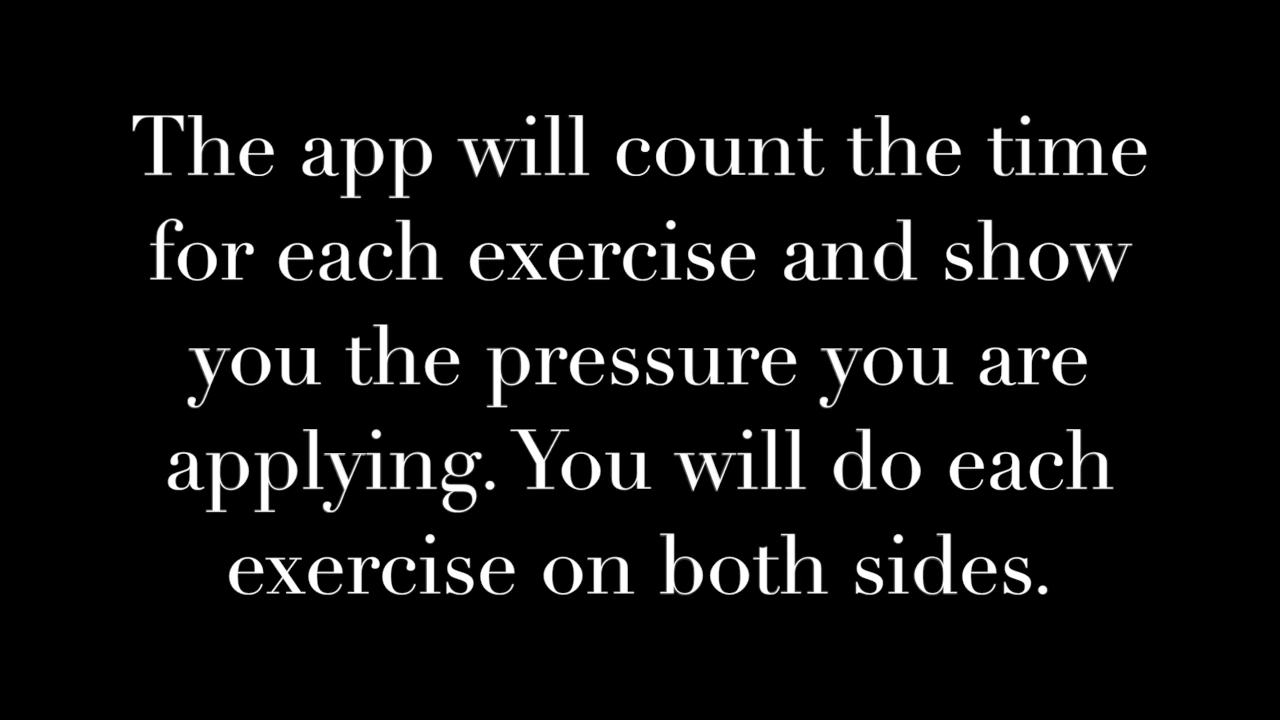 The app will count the time
for each exercise and show
you the pressure you are
applying. You will do each
exercise on both sides.